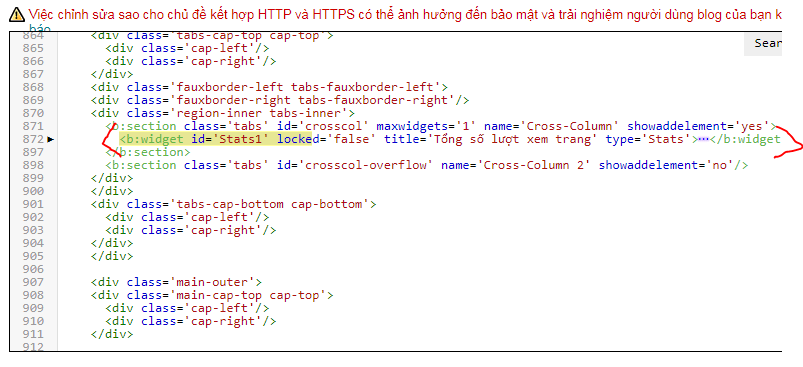 Việc chỉnh sửa sao cho chủ đề kết hợp HTTP và HTTPS có thể ảnh hưởng đến bảo mật và trải nghiệm người dùng blog của bạn k
Sear
864 <div class='tabs-cap-top cap-top'>
865 <div class='cap-left'/>
866 <div class='cap-right'/>
867 </div>
868 <div class='fauxborder-left tabs-fauxborder-left'>
869 <div class='fauxborder-right tabs-fauxborder-right'/>
870 <div class='region-inner tabs-inner'>
871 <b:section class='tabs' id='crosscol' maxwidgets='1' name='Cross-Column' showaddelement='yes'>
872 <b:widget id='Stats1' locked='false' title='Tổng số lượt xem trang' type='Stats'>⋯</b:widget
897 </b:section>
898 <b:section class='tabs' id='crosscol-overflow' name='Cross-Column 2' showaddelement='no'/>
899 </div>
900 </div>
901 <div class='tabs-cap-bottom cap-bottom'>
902 <div class='cap-left'/>
903 <div class='cap-right'/>
904 </div>
905 </div>
906
907 <div class='main-outer'>
908 <div class='main-cap-top cap-top'>
909 <div class='cap-left'/>
910 <div class='cap-right'/>
911 </div>
912